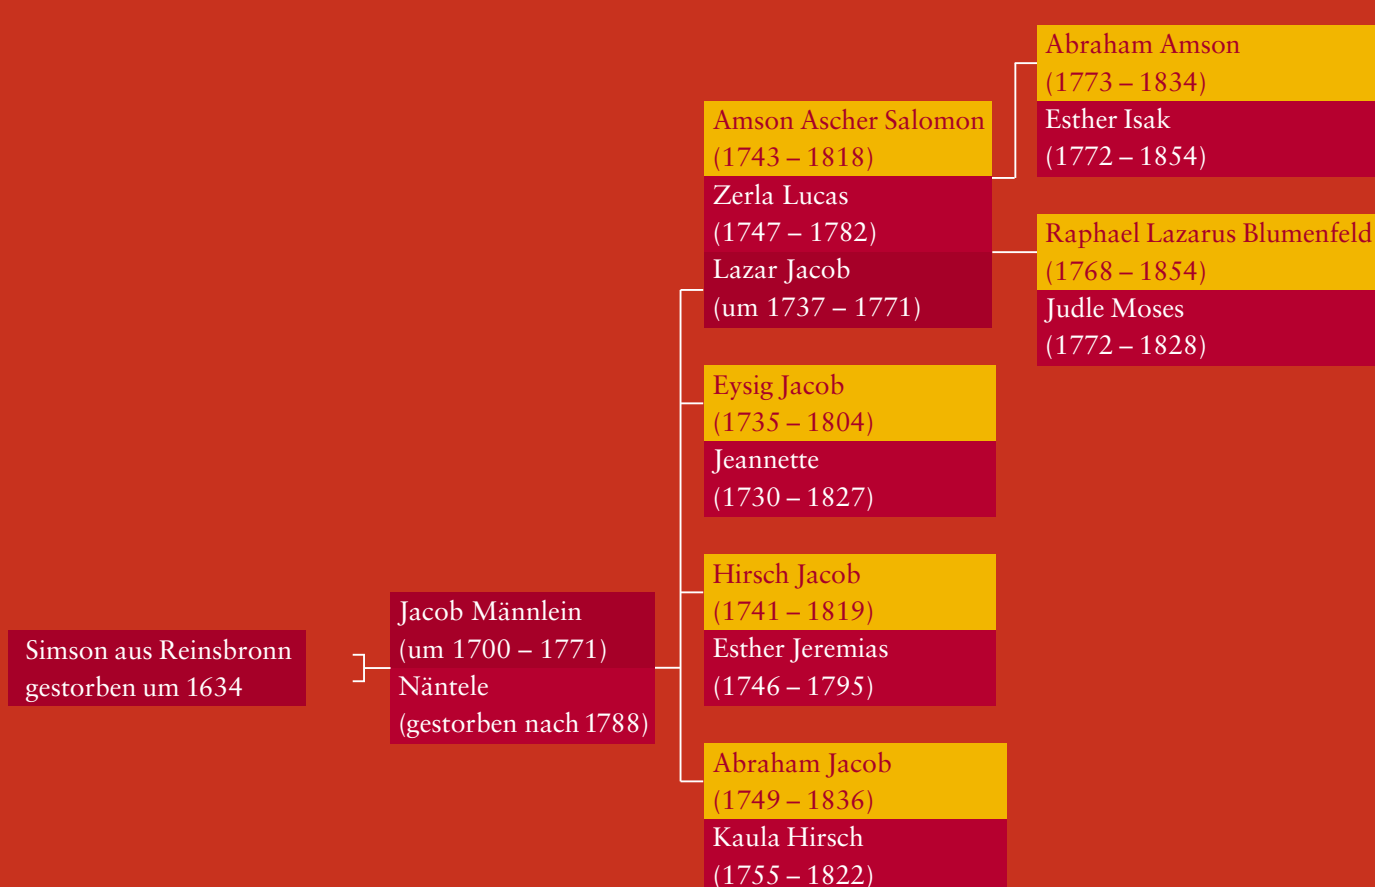 Abraham Amson
(1773 – 1834)
Esther Isak
(1772 – 1854)
Amson Ascher Salomon
(1743 – 1818)
Zerla Lucas
(1747 – 1782)
Lazar Jacob
(um 1737 – 1771)
Raphael Lazarus Blumenfeld
(1768 – 1854)
Judle Moses
(1772 – 1828)
Eysig Jacob
(1735 – 1804)
Jeannette
(1730 – 1827)
Hirsch Jacob
(1741 – 1819)
Esther Jeremias
(1746 – 1795)
Jacob Männlein
(um 1700 – 1771)
Näntele
(gestorben nach 1788)
Simson aus Reinsbronn
gestorben um 1634
Abraham Jacob
(1749 – 1836)
Kaula Hirsch
(1755 – 1822)